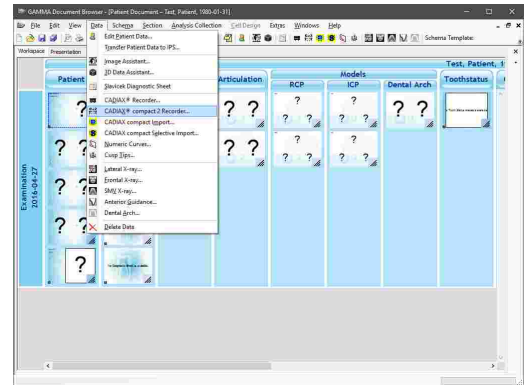 GAMMA Document Browser - [Patient Document - Test, Patient, 1980-01-31]
File Edit View Data Schema Section Analysis Collection Cell Design Extras Windows Help
Schema Template:
Workspace Presentation
Edit Patient Data...
Transfer Patient Data to IPS...
Image Assistant...
3D Data Assistant...
Slavicek Diagnostic Sheet
CADIAX® Recorder...
CADIAX® compact 2 Recorder...
CADIAX compact Import...
CADIAX compact Selective Import...
Numeric Curves...
Cusp Tips...
Lateral X-ray...
Frontal X-ray...
SMV X-ray...
Anterior Guidance...
Dental Arch...
Delete Data
Test, Patient, 1
Patient
Articulation
Models
RCP
ICP
Dental Arch
Toothstatus
Examination
2016-04-27
? ? ? ? ? ? ? ? ?
? ? ? ? ? ? ? ?
? ?
? ?
?